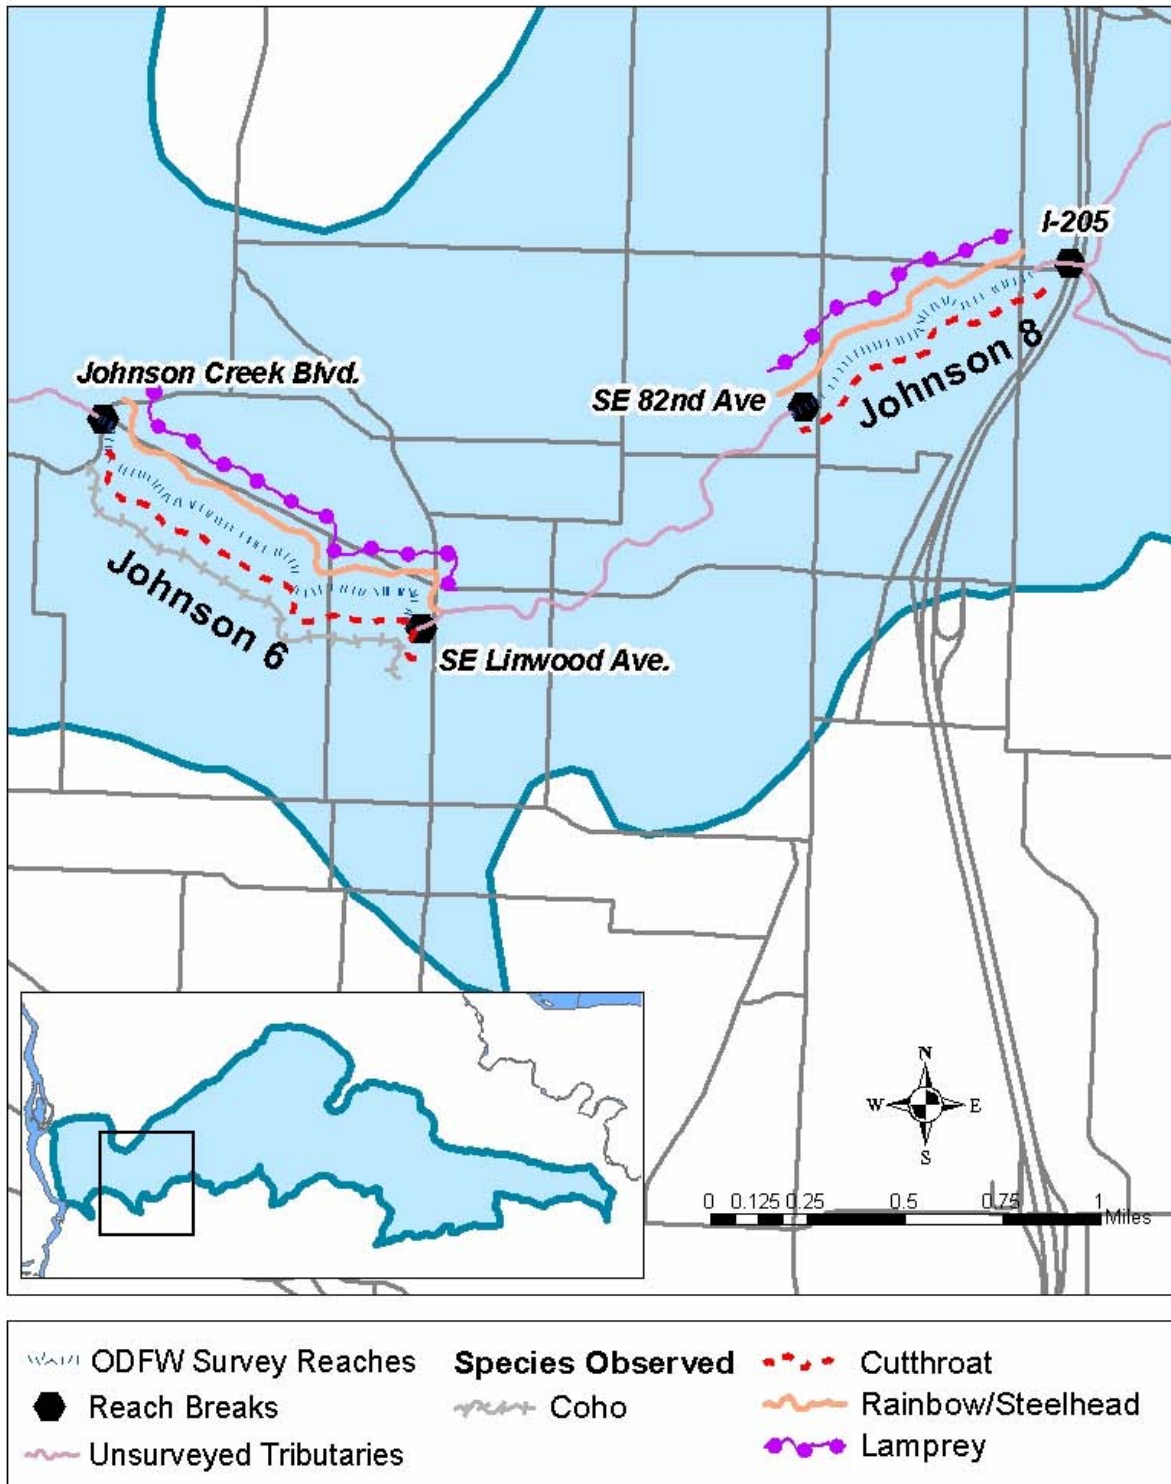 I-205
Johnson 8
SE 82nd Ave
Johnson Creek Blvd.
Johnson 6
SE Linwood Ave.
N
W E
S
0 0.125 0.25 0.5 0.75 1
Miles
ODFW Survey Reaches
Reach Breaks
Unsurveyed Tributaries
Species Observed
Coho
Cutthroat
Rainbow/Steelhead
Lamprey